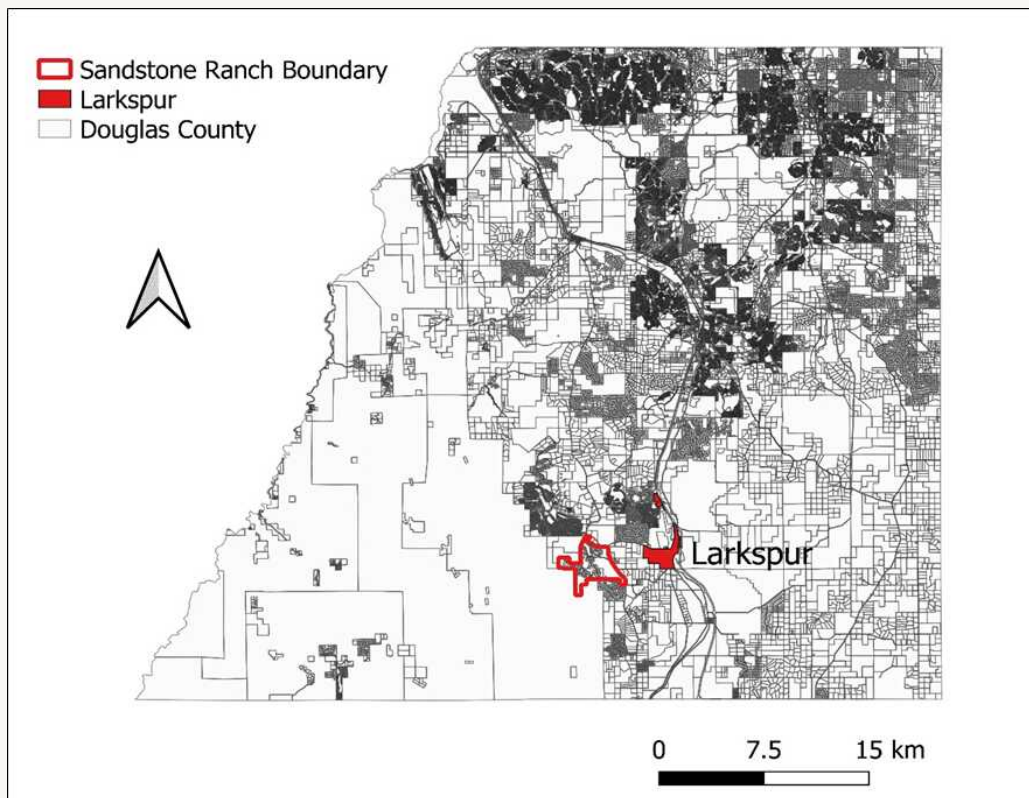 Sandstone Ranch Boundary
Larkspur
Douglas County
Larkspur
0 7.5 15 km